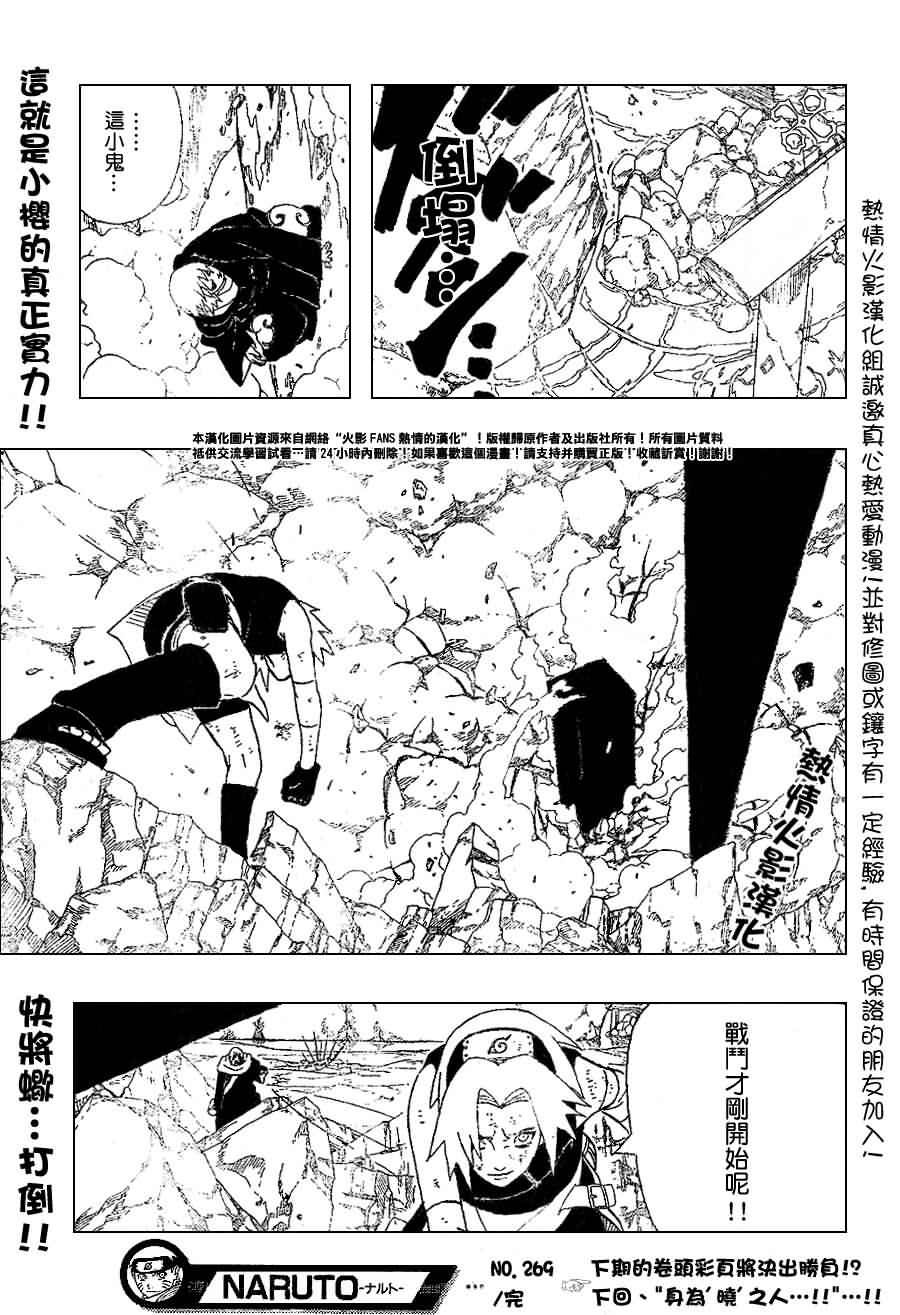 倒塌…
……
這小鬼…
這就是小櫻的真正實力!!
本漢化圖片資源來自網絡“火影FANS熱情的漢化”！版權歸原作者及出版社所有！所有圖片質料
祗供交流學習試看…請24小時內刪除！如果喜歡這個漫畫！請支持并購買正版！收藏訢賞！謝謝！
熱情火影漢化組誠邀真心熱愛動漫!並對修圖或鑲字有一定經驗,有時間保證的朋友加入!
熱情火影漢化
戰鬥才剛開始呢!!
快將蠍…打倒!!
NARUTO-ナルト-
NO.269
/完
下期的卷頭彩頁將決出勝負!?
下回、"身為'曉'之人…!!"…!!